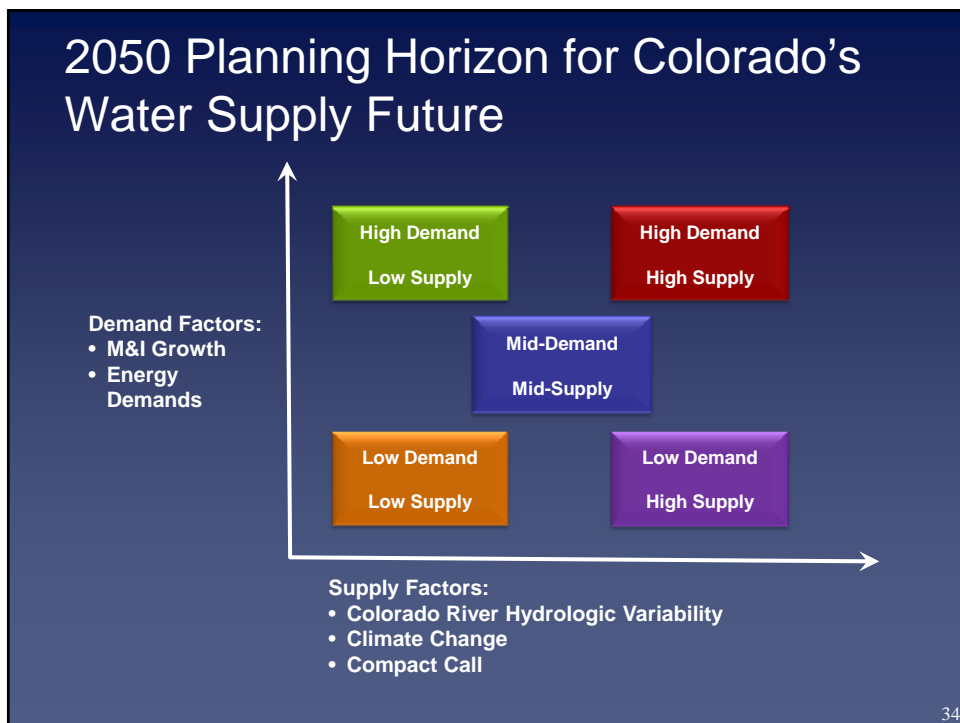 2050 Planning Horizon for Colorado’s
Water Supply Future
High Demand
Low Supply
High Demand
High Supply
Demand Factors:
• M&I Growth
• Energy
Demands
Mid-Demand
Mid-Supply
Low Demand
Low Supply
Low Demand
High Supply
Supply Factors:
• Colorado River Hydrologic Variability
• Climate Change
• Compact Call
34